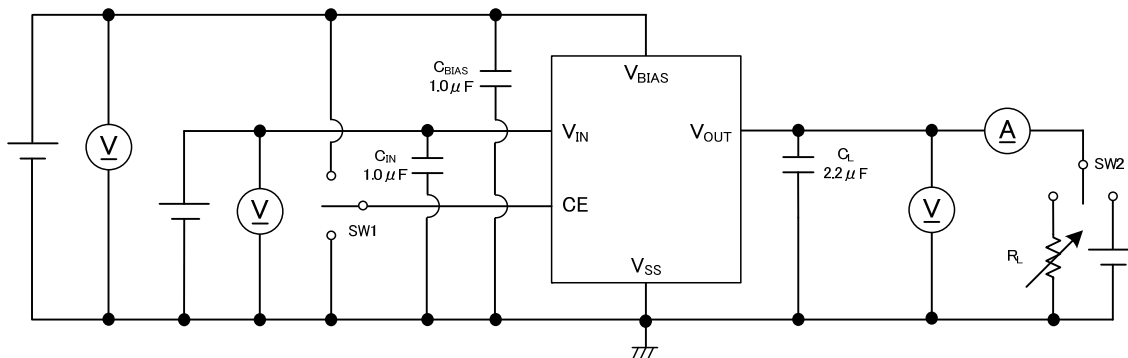 C_BIAS
1.0μF
V_BIAS
V
V_IN
V_OUT
A
C_IN
1.0μF
C_L
2.2μF
SW2
V
CE
V
SW1
R_L
V_SS